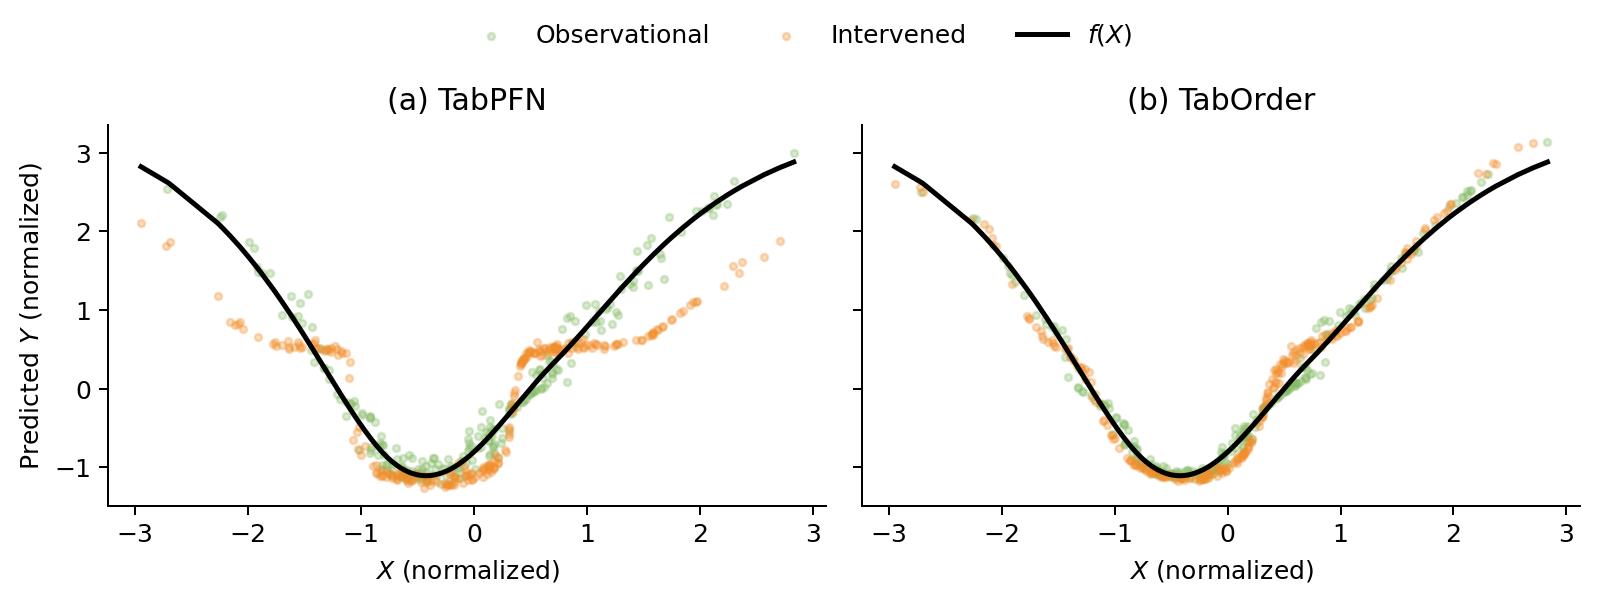 Observational Intervened f(X)
(a) TabPFN
(b) TabOrder
Predicted Y (normalized)
3
2
1
0
−1
−3 −2 −1 0 1 2 3
−3 −2 −1 0 1 2 3
X (normalized)
X (normalized)